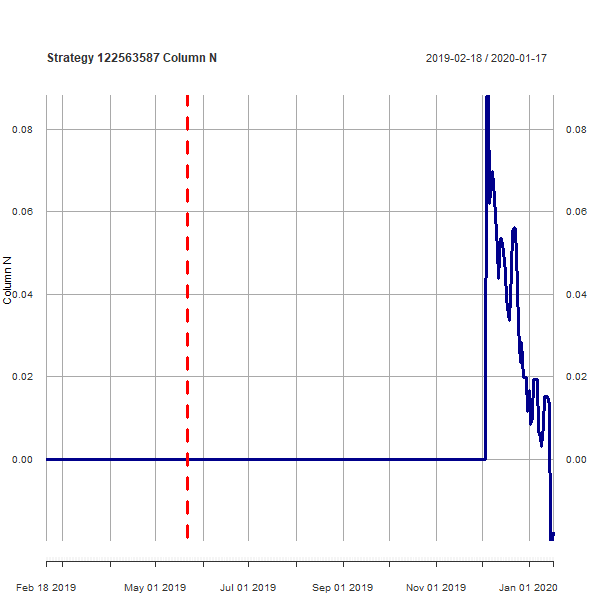 Strategy 122563587 Column N
2019-02-18 / 2020-01-17
0.08 0.08
0.06 0.06
0.04 0.04
0.02 0.02
0.00 0.00
Column N
Feb 18 2019 May 01 2019 Jul 01 2019 Sep 01 2019 Nov 01 2019 Jan 01 2020